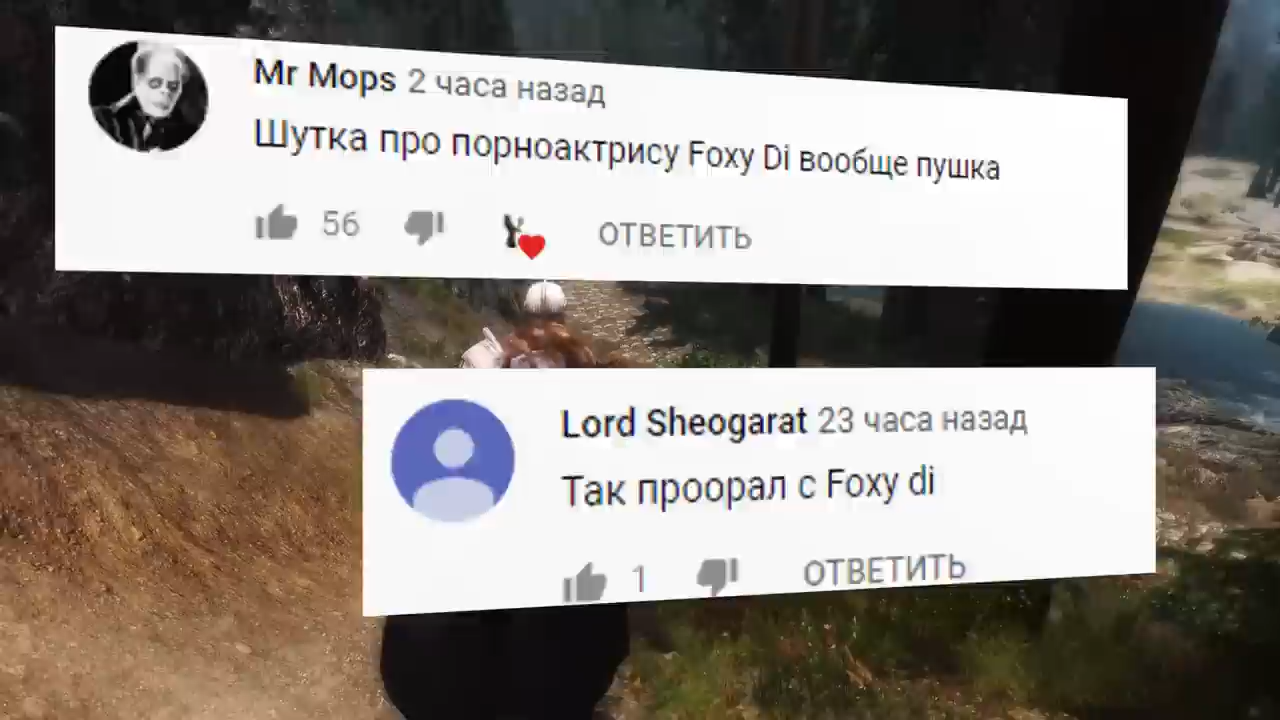 Mr Mops 2 часа назад
Шутка про порноактрису Foxy Di вообще пушка
56 ОТВЕТИТЬ
Lord Sheogarat 23 часа назад
Так проорал с Foxy di
1 ОТВЕТИТЬ